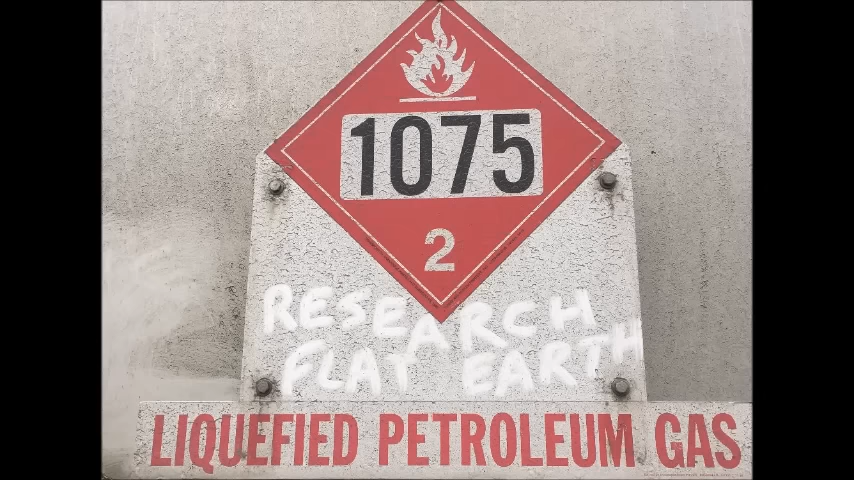 1075
2
RESEARCH
FLAT EARTH
LIQUEFIED PETROLEUM GAS